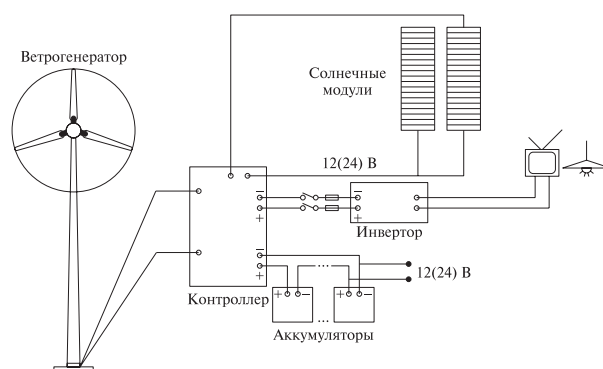 Ветрогенератор
Солнечные
модули
12(24) В
− −
+ +
Инвертор
−
+
12(24) В
Контроллер
+ − + −
...
...
Аккумуляторы